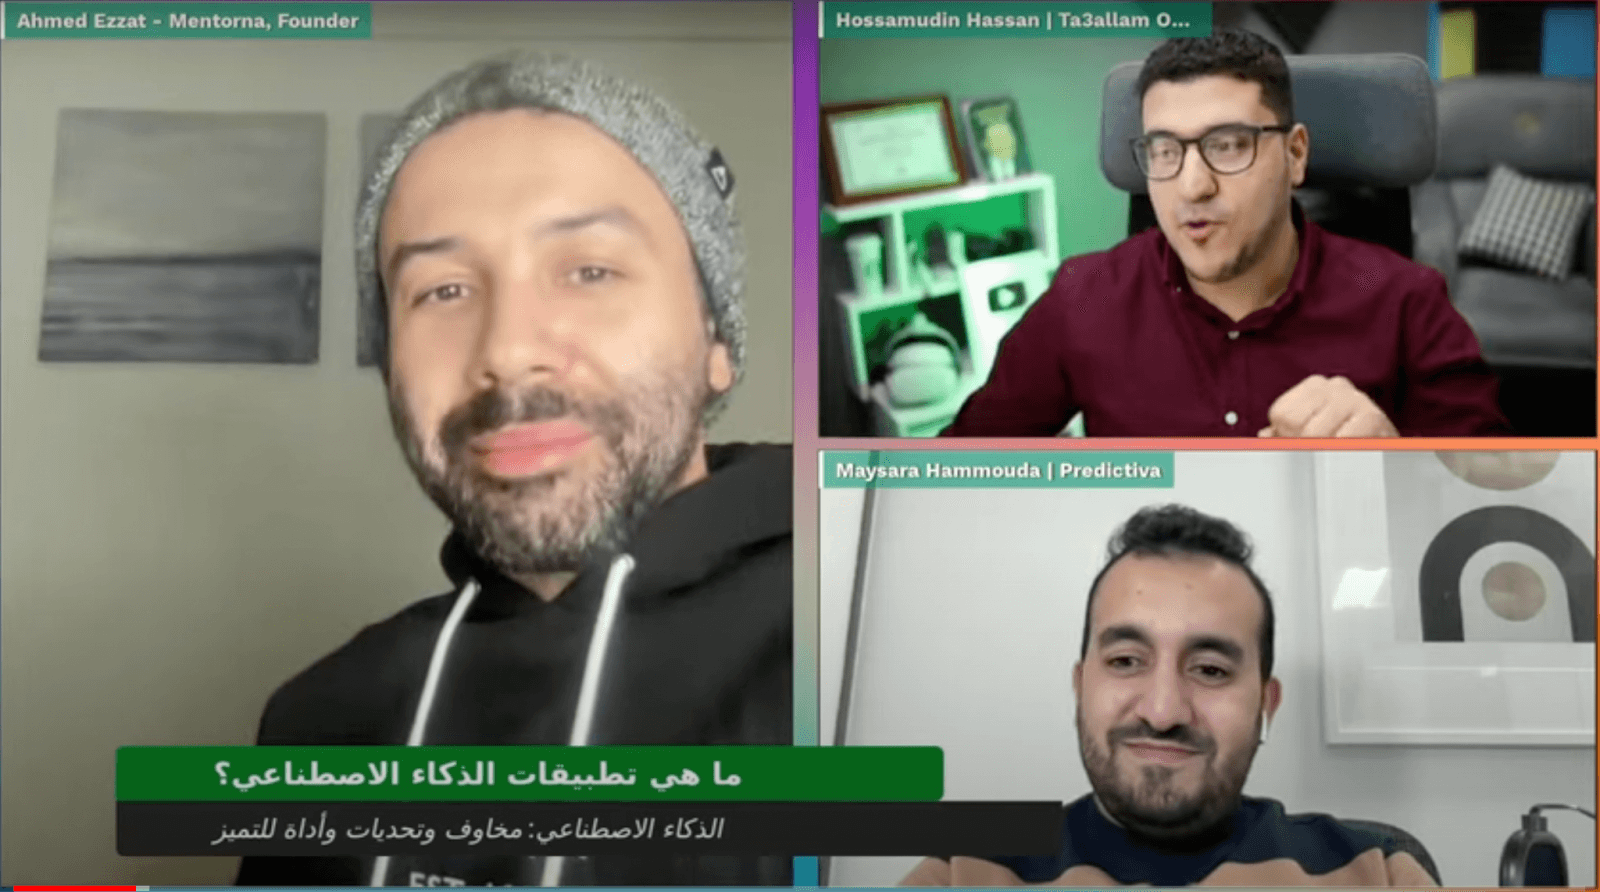 Ahmed Ezzat - Mentorna, Founder
Hossamudin Hassan | Ta3allam O...
Maysara Hammouda | Predictiva
ما هي تطبيقات الذكاء الاصطناعي؟
الذكاء الاصطناعي: مخاوف وتحديات وأداة للتميز